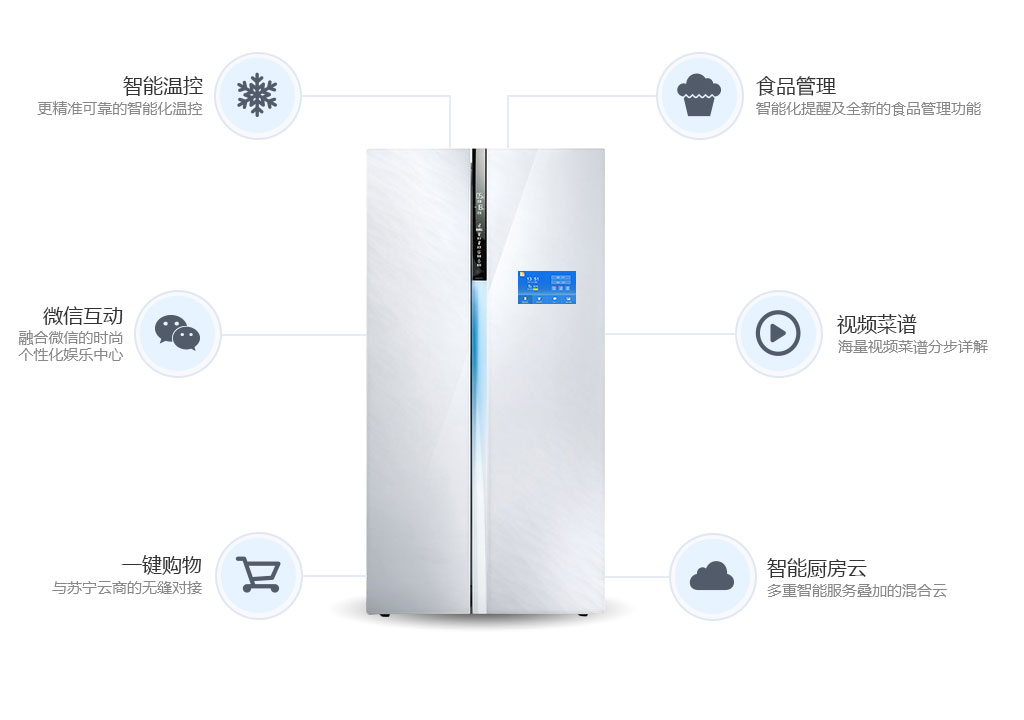 智能温控
更精准可靠的智能化温控
食品管理
智能化提醒及全新的食品管理功能
微信互动
融合微信的时尚
个性化娱乐中心
视频菜谱
海量视频菜谱分步详解
一键购物
与苏宁云商的无缝对接
智能厨房云
多重智能服务叠加的混合云